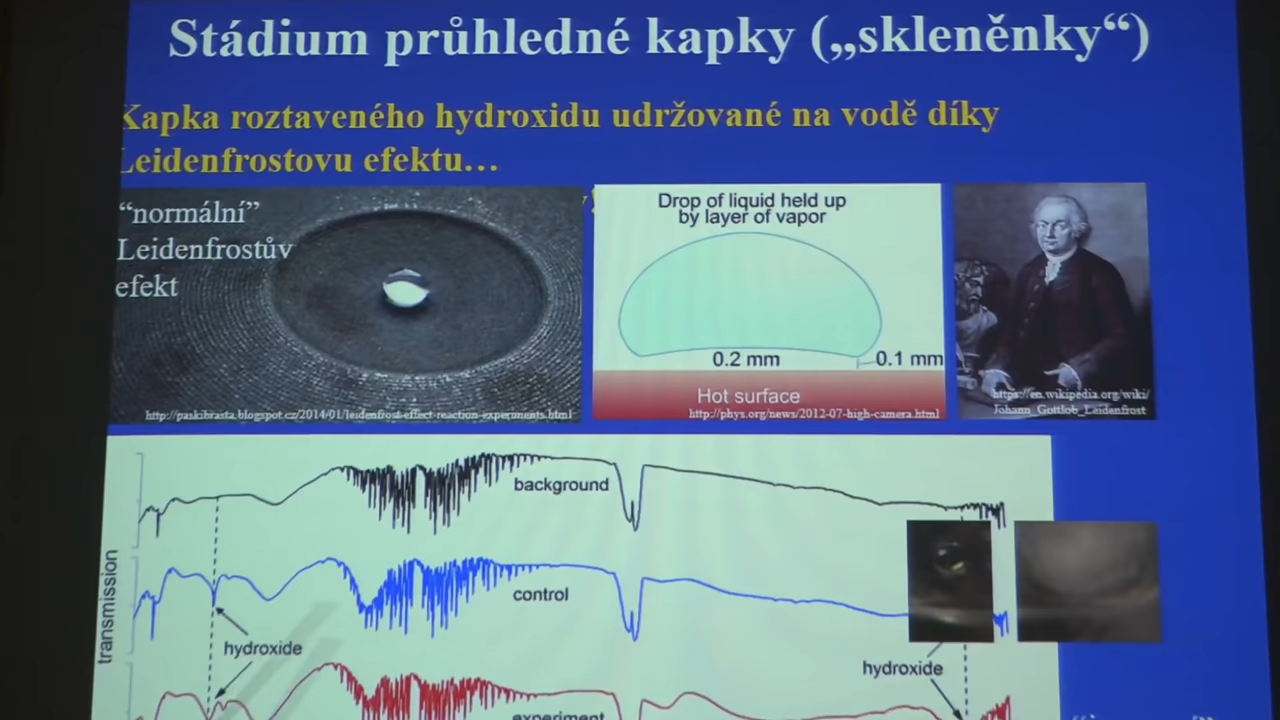 Stádium průhledné kapky („skleněnky“)
Kapka roztaveného hydroxidu udržované na vodě díky
Leidenfrostovu efektu…
“normální”
Leidenfrostův
efekt
http://paskibrasta.blogspot.cz/2014/01/leidenfrost-effect-reaction-experiments.html
Drop of liquid held up
by layer of vapor
0.2 mm
0.1 mm
Hot surface
http://phys.org/news/2012-07-high-camera.html
https://en.wikipedia.org/wiki/
Johann_Gottlob_Leidenfrost
transmission
background
control
hydroxide
hydroxide
experiment